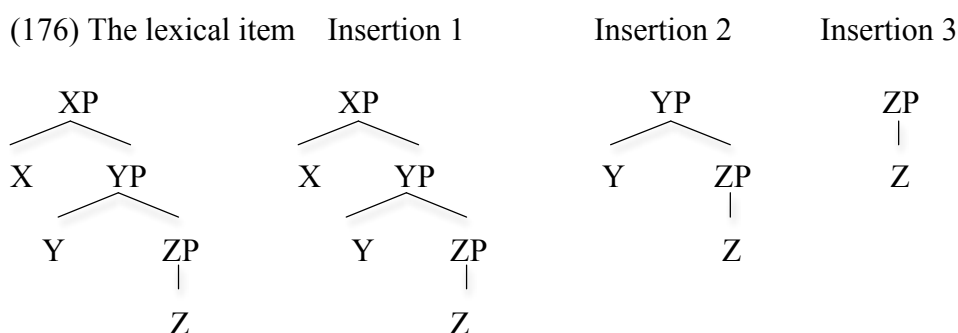 (176) The lexical item Insertion 1 Insertion 2 Insertion 3
XP XP YP ZP
X YP X YP Y ZP Z
Y ZP Y ZP Z
Z Z